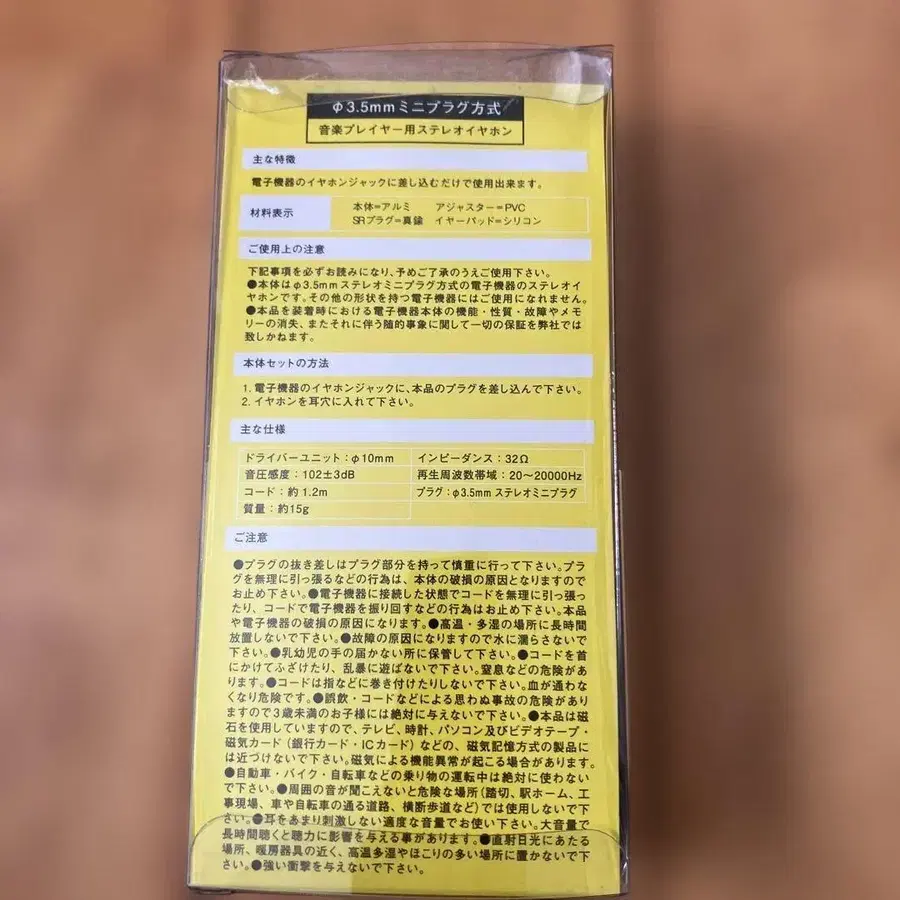 φ3.5mmミニプラグ方式
音楽プレイヤー用ステレオイヤホン
主な特徴
電子機器のイヤホンジャックに差し込むだけで使用出来ます。
材料表示
本体=アルミ アジャスター=PVC
SRプラグ=真鍮 イヤーパッド=シリコン
ご使用上の注意
下記事項を必ずお読みになり、予めご了承のうえご使用下さい。
●本体はφ3.5mmステレオミニプラグ方式の電子機器のステレオイ
ヤホンです。その他の形状を持つ電子機器にはご使用になれません。
●本品を装着時における電子機器本体の機能・性質・故障やメモ
リーの消失、またそれに伴う随的事象に関して一切の保証を弊社では
致しかねます。
本体セットの方法
1. 電子機器のイヤホンジャックに、本品のプラグを差し込んで下さい。
2. イヤホンを耳穴に入れて下さい。
主な仕様
ドライバーユニット：φ10mm インピーダンス：32Ω
音圧感度：102±3dB 再生周波数帯域：20〜20000Hz
コード：約1.2m プラグ：φ3.5mm ステレオミニプラグ
質量：約15g
ご注意
●プラグの抜き差しはプラグ部分を持って慎重に行って下さい。プラ
グを無理に引っ張るなどの行為は、本体の破損の原因となりますので
お止め下さい。●電子機器に接続した状態でコードを無理に引っ張っ
たり、コードで電子機器を振り回すなどの行為はお止め下さい。本品
や電子機器の破損の原因になります。●高温・多湿の場所に長時間
放置しないで下さい。●故障の原因になりますので水に濡らさないで
下さい。●乳幼児の手の届かない所に保管して下さい。●コードを首
にかけてふざけたり、乱暴に遊ばないで下さい。窒息などの危険があ
ります。●コードは指などに巻き付けたりしないで下さい。血が通わな
くなり危険です。●誤飲・コードなどによる思わぬ事故の危険があり
ますので3歳未満のお子様には絶対に与えないで下さい。●本品は磁
石を使用していますので、テレビ、時計、パソコン及びビデオテープ・
磁気カード（銀行カード・ICカード）などの、磁気記憶方式の製品に
は近づけないで下さい。磁気による機能異常が起こる場合があります。
●自動車・バイク・自転車などの乗り物の運転中は絶対に使わない
で下さい。●周囲の音が聞こえないと危険な場所（踏切、駅ホーム、工
事現場、車や自転車の通る道路、横断歩道など）では使用しないで下
さい。●耳をあまり刺激しない適度な音量でお使い下さい。大音量で
長時間聴くと聴力に影響を与える事があります。●直射日光にあたる
場所、暖房器具の近く、高温多湿やほこりの多い場所に置かないで下
さい。●強い衝撃を与えないで下さい。